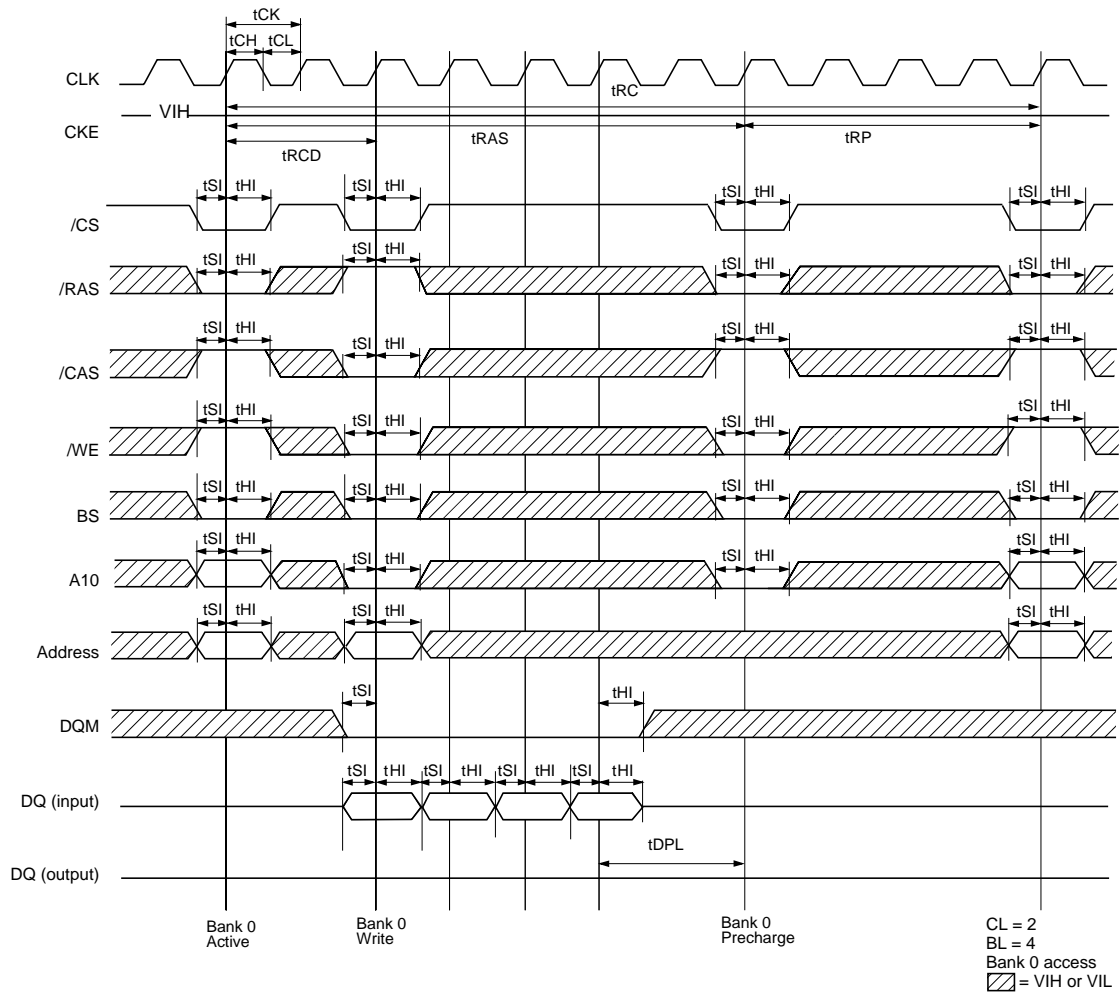 tCK
tCH tCL
CLK
tRC
VIH
CKE
tRAS
tRP
tRCD
tSI tHI tSI tHI tSI tHI tSI tHI
/CS
tSI tHI tSI tHI tSI tHI tSI tHI
/RAS
tSI tHI tSI tHI tSI tHI tSI tHI
/CAS
tSI tHI tSI tHI tSI tHI tSI tHI
/WE
tSI tHI tSI tHI tSI tHI tSI tHI
BS
tSI tHI tSI tHI tSI tHI tSI tHI
A10
tSI tHI tSI tHI tSI tHI
Address
tSI tHI
DQM
tSI tHI tSI tHI tSI tHI tSI tHI
DQ (input)
tDPL
DQ (output)
Bank 0
Active
Bank 0
Write
Bank 0
Precharge
CL = 2
BL = 4
Bank 0 access
= VIH or VIL